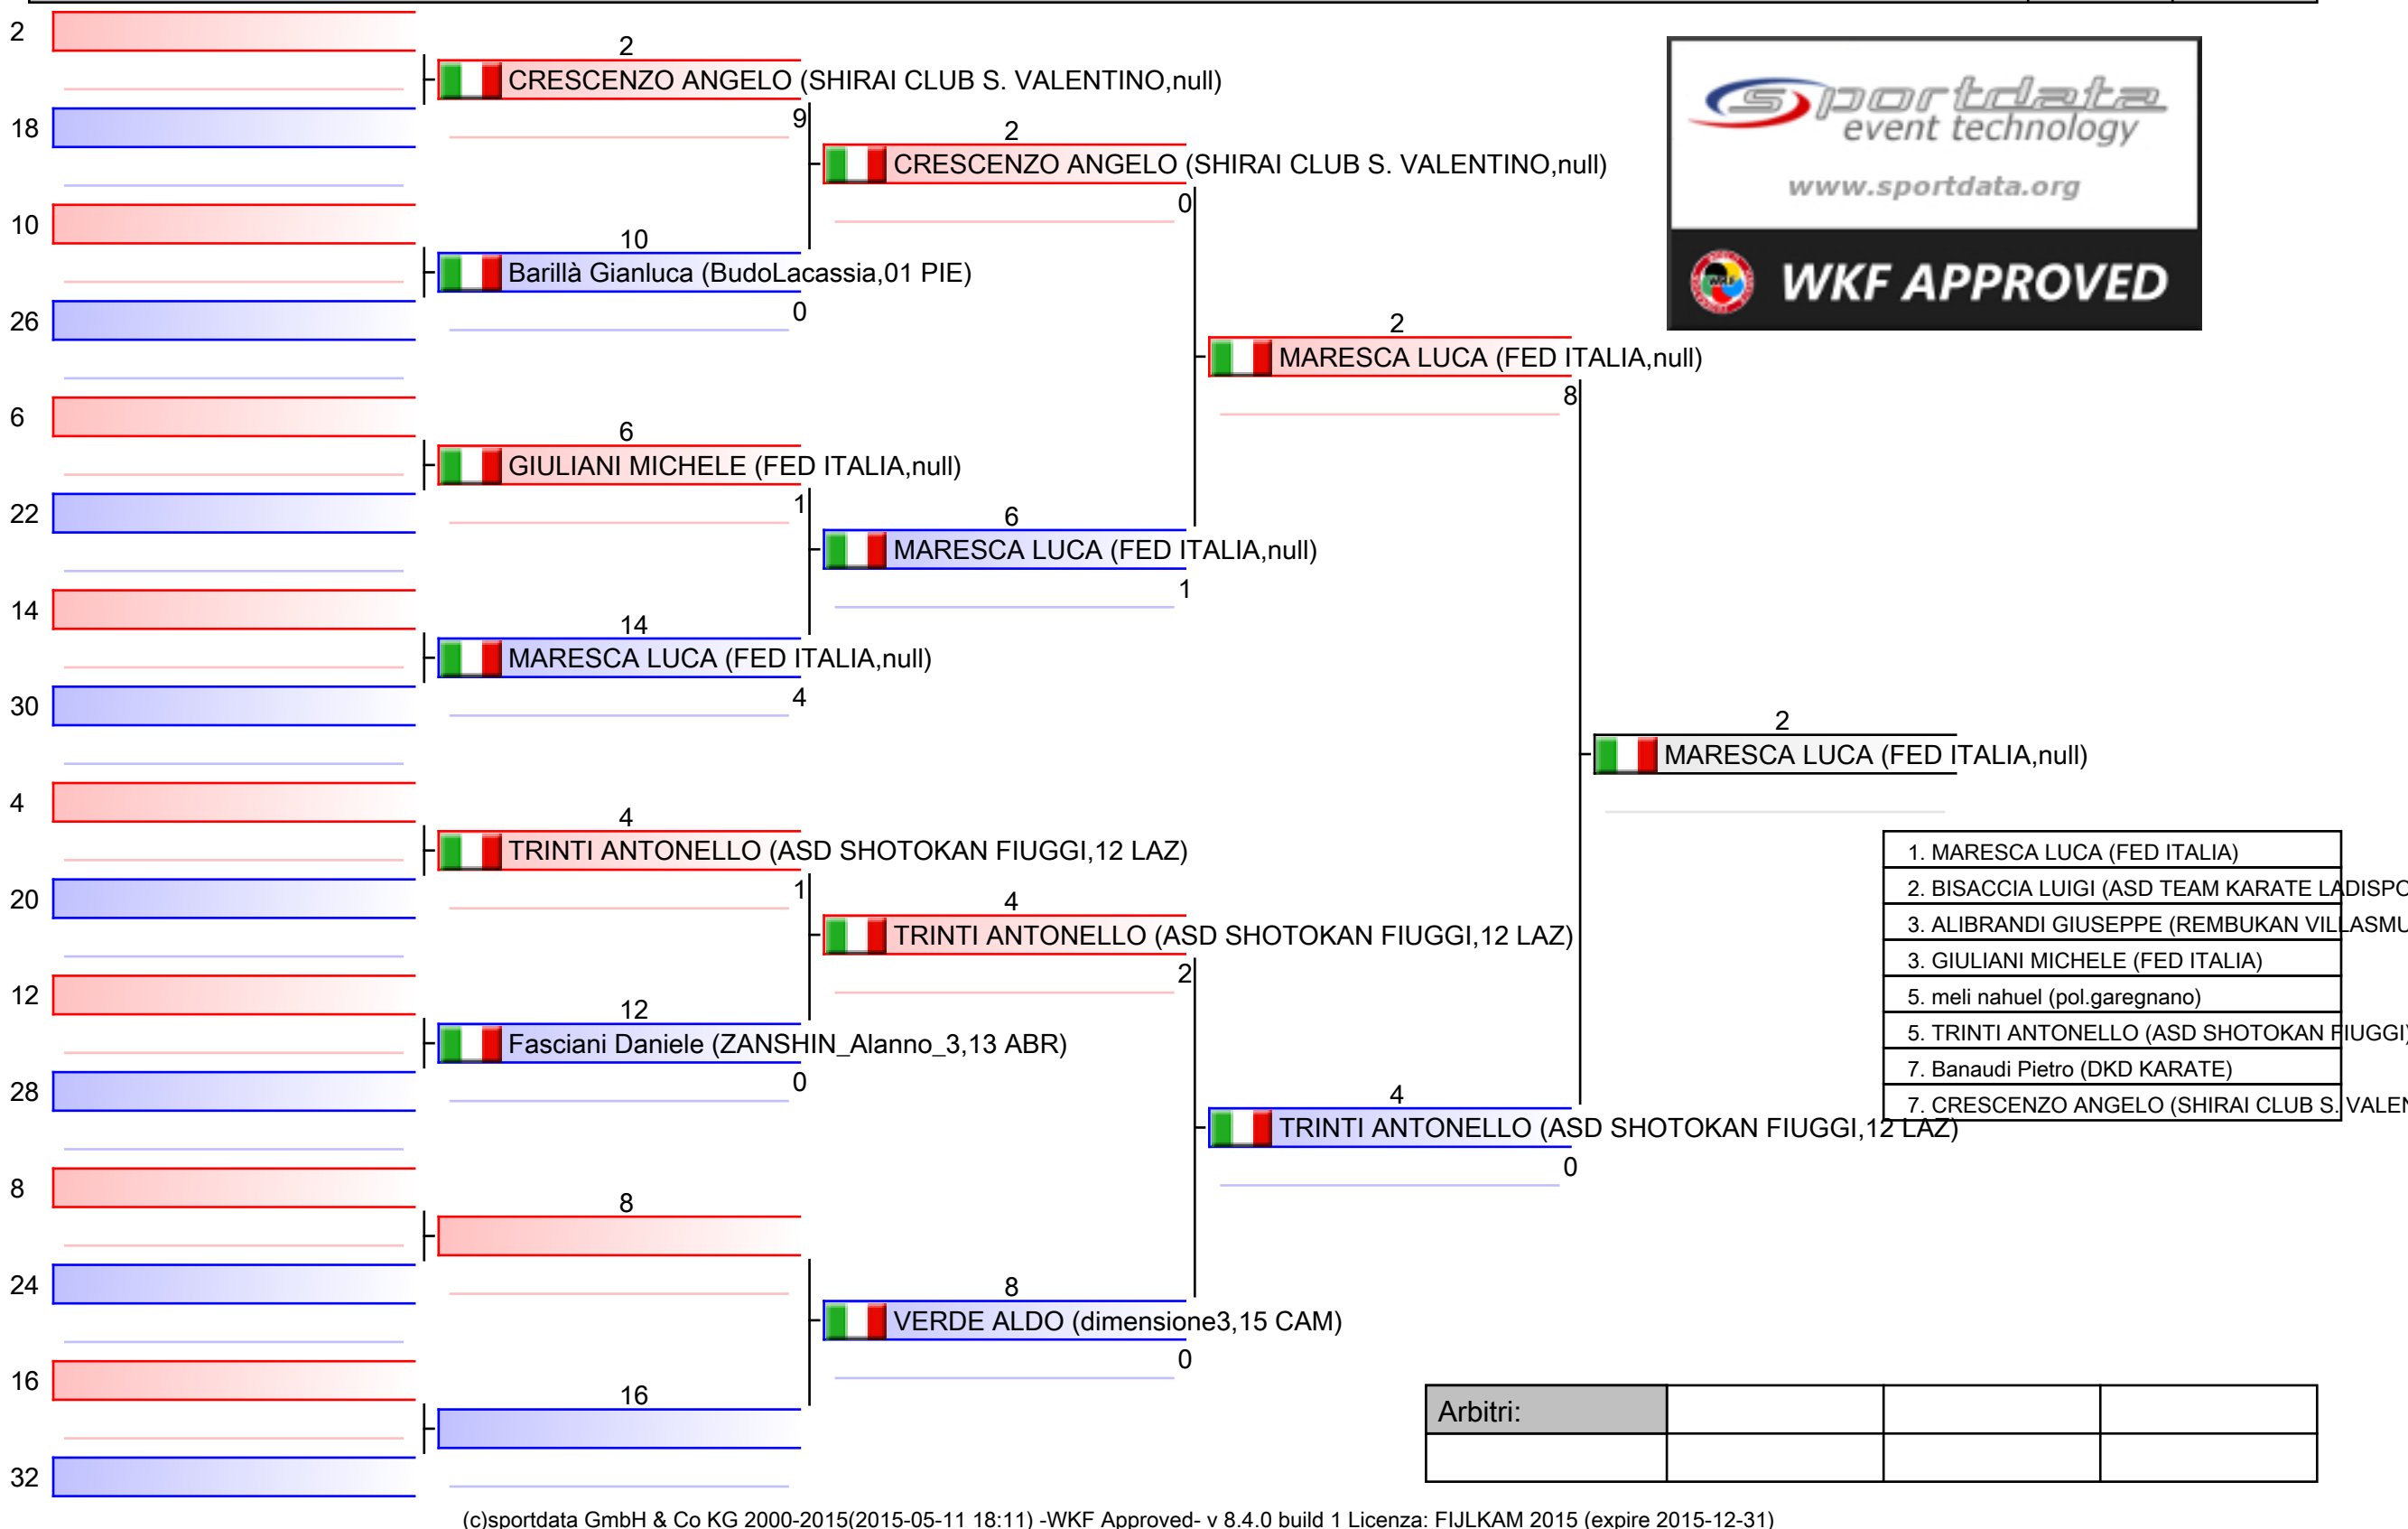 2
2
CRESCENZO ANGELO (SHIRAI CLUB S. VALENTINO,null)
9
18
2
CRESCENZO ANGELO (SHIRAI CLUB S. VALENTINO,null)
0
sportdata
event technology
www.sportdata.org
WKF APPROVED
10
10
Barillà Gianluca (BudoLacassia,01 PIE)
0
26
2
MARESCA LUCA (FED ITALIA,null)
8
6
6
GIULIANI MICHELE (FED ITALIA,null)
1
22
6
MARESCA LUCA (FED ITALIA,null)
1
14
14
MARESCA LUCA (FED ITALIA,null)
4
30
2
MARESCA LUCA (FED ITALIA,null)
4
4
TRINTI ANTONELLO (ASD SHOTOKAN FIUGGI,12 LAZ)
1
20
4
TRINTI ANTONELLO (ASD SHOTOKAN FIUGGI,12 LAZ)
2
1. MARESCA LUCA (FED ITALIA)
2. BISACCIA LUIGI (ASD TEAM KARATE LADISPO
3. ALIBRANDI GIUSEPPE (REMBUKAN VILLASMU
3. GIULIANI MICHELE (FED ITALIA)
5. meli nahuel (pol.garegnano)
5. TRINTI ANTONELLO (ASD SHOTOKAN FIUGGI)
7. Banaudi Pietro (DKD KARATE)
7. CRESCENZO ANGELO (SHIRAI CLUB S. VALEN
12
12
Fasciani Daniele (ZANSHIN_Alanno_3,13 ABR)
0
28
4
TRINTI ANTONELLO (ASD SHOTOKAN FIUGGI,12 LAZ)
0
8
8
24
8
VERDE ALDO (dimensione3,15 CAM)
0
16
16
32
Arbitri:
(c)sportdata GmbH & Co KG 2000-2015(2015-05-11 18:11) -WKF Approved- v 8.4.0 build 1 Licenza: FIJLKAM 2015 (expire 2015-12-31)